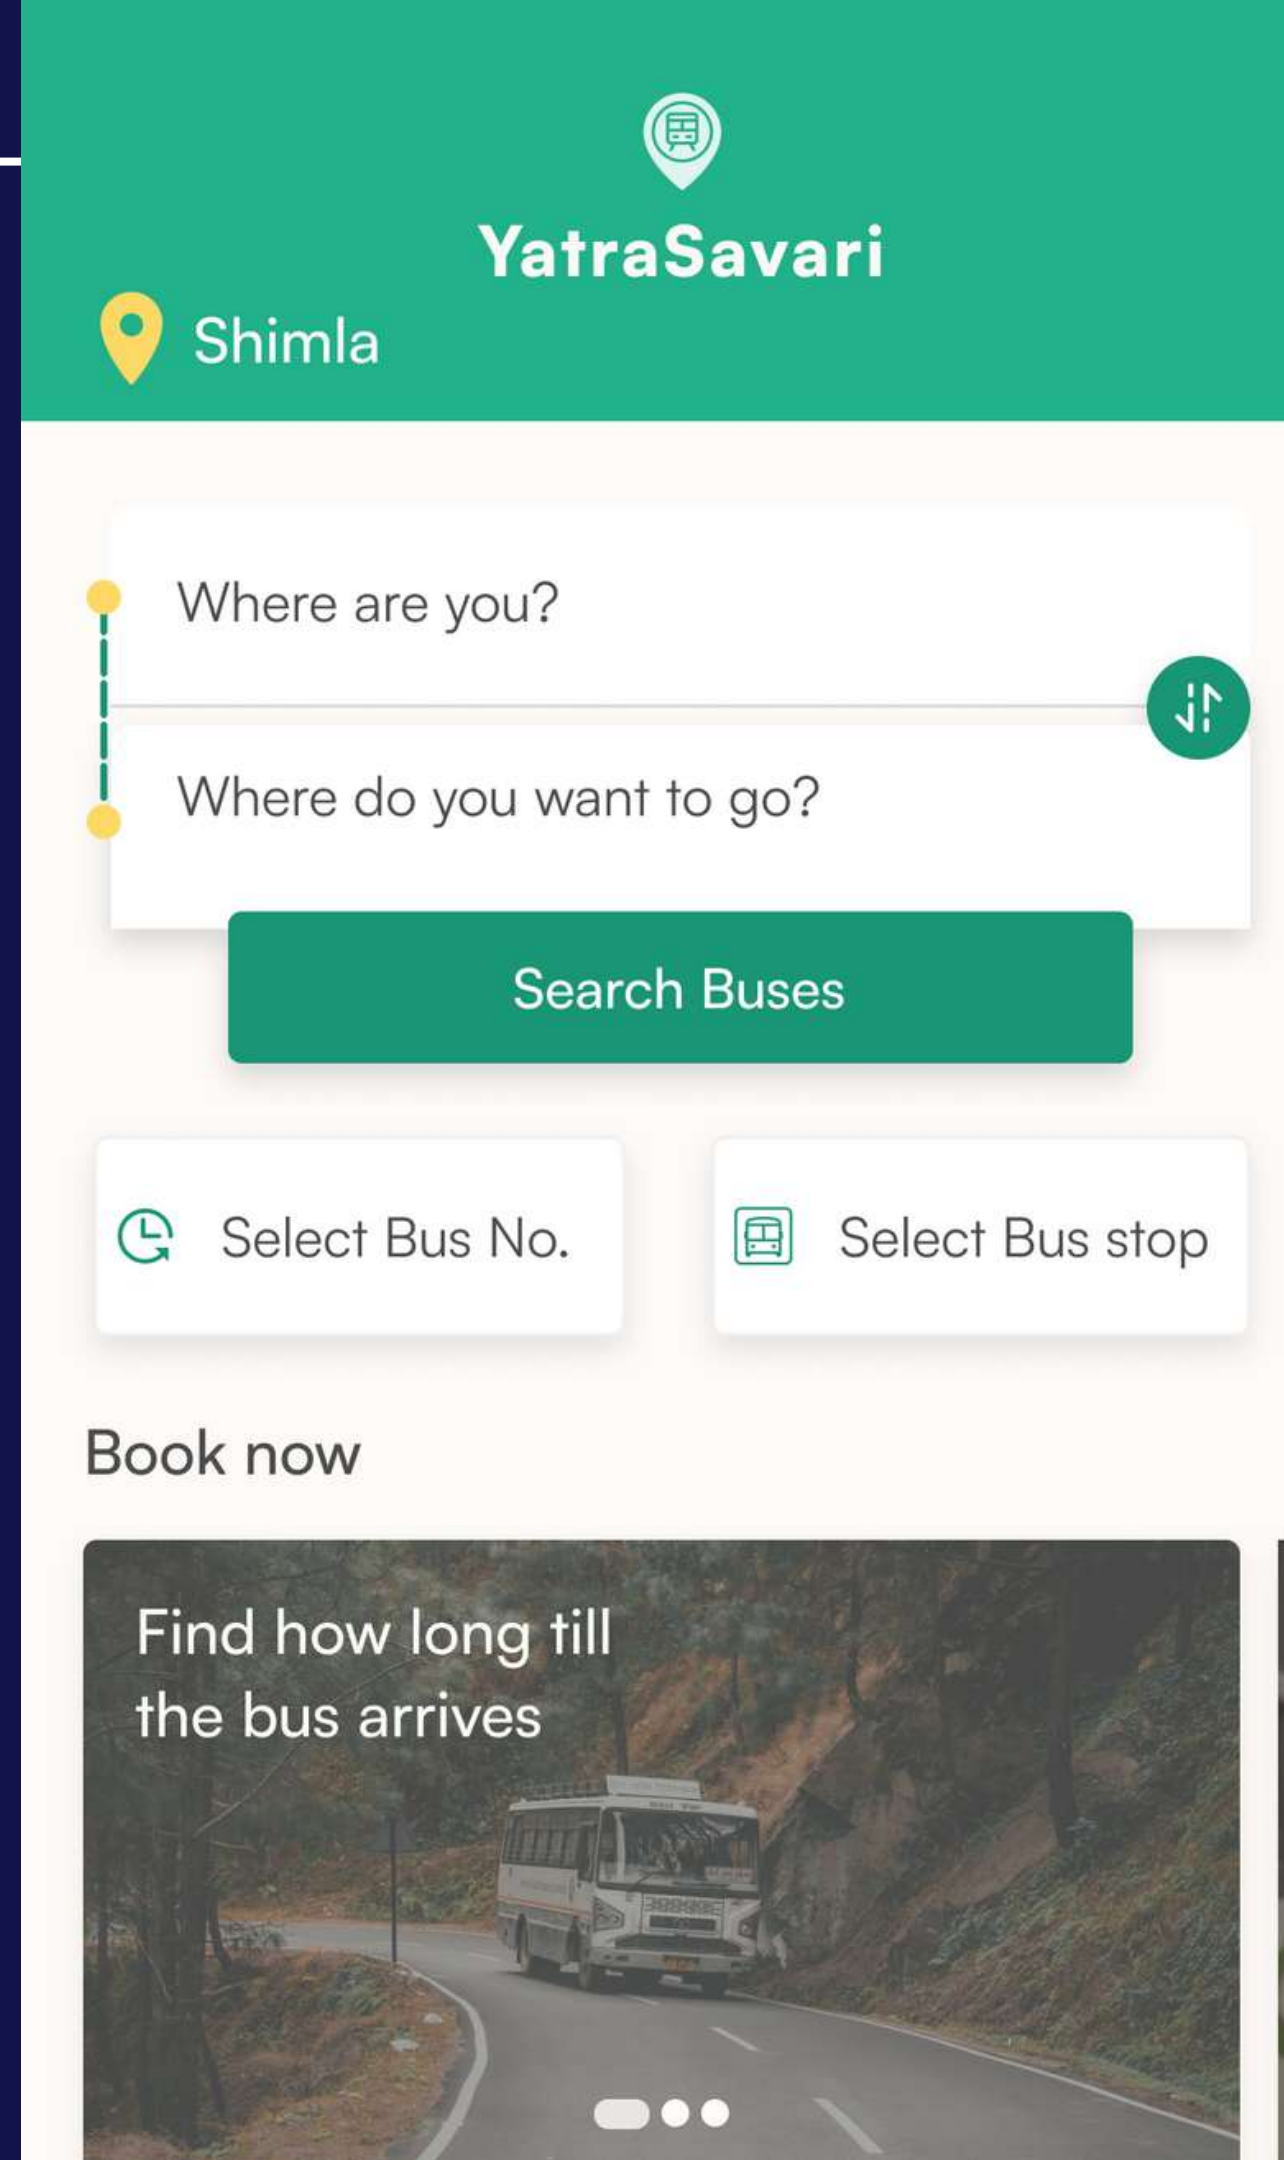 YatraSavari
Shimla
Where are you?
Where do you want to go?
Search Buses
Select Bus No.
Select Bus stop
Book now
Find how long till
the bus arrives